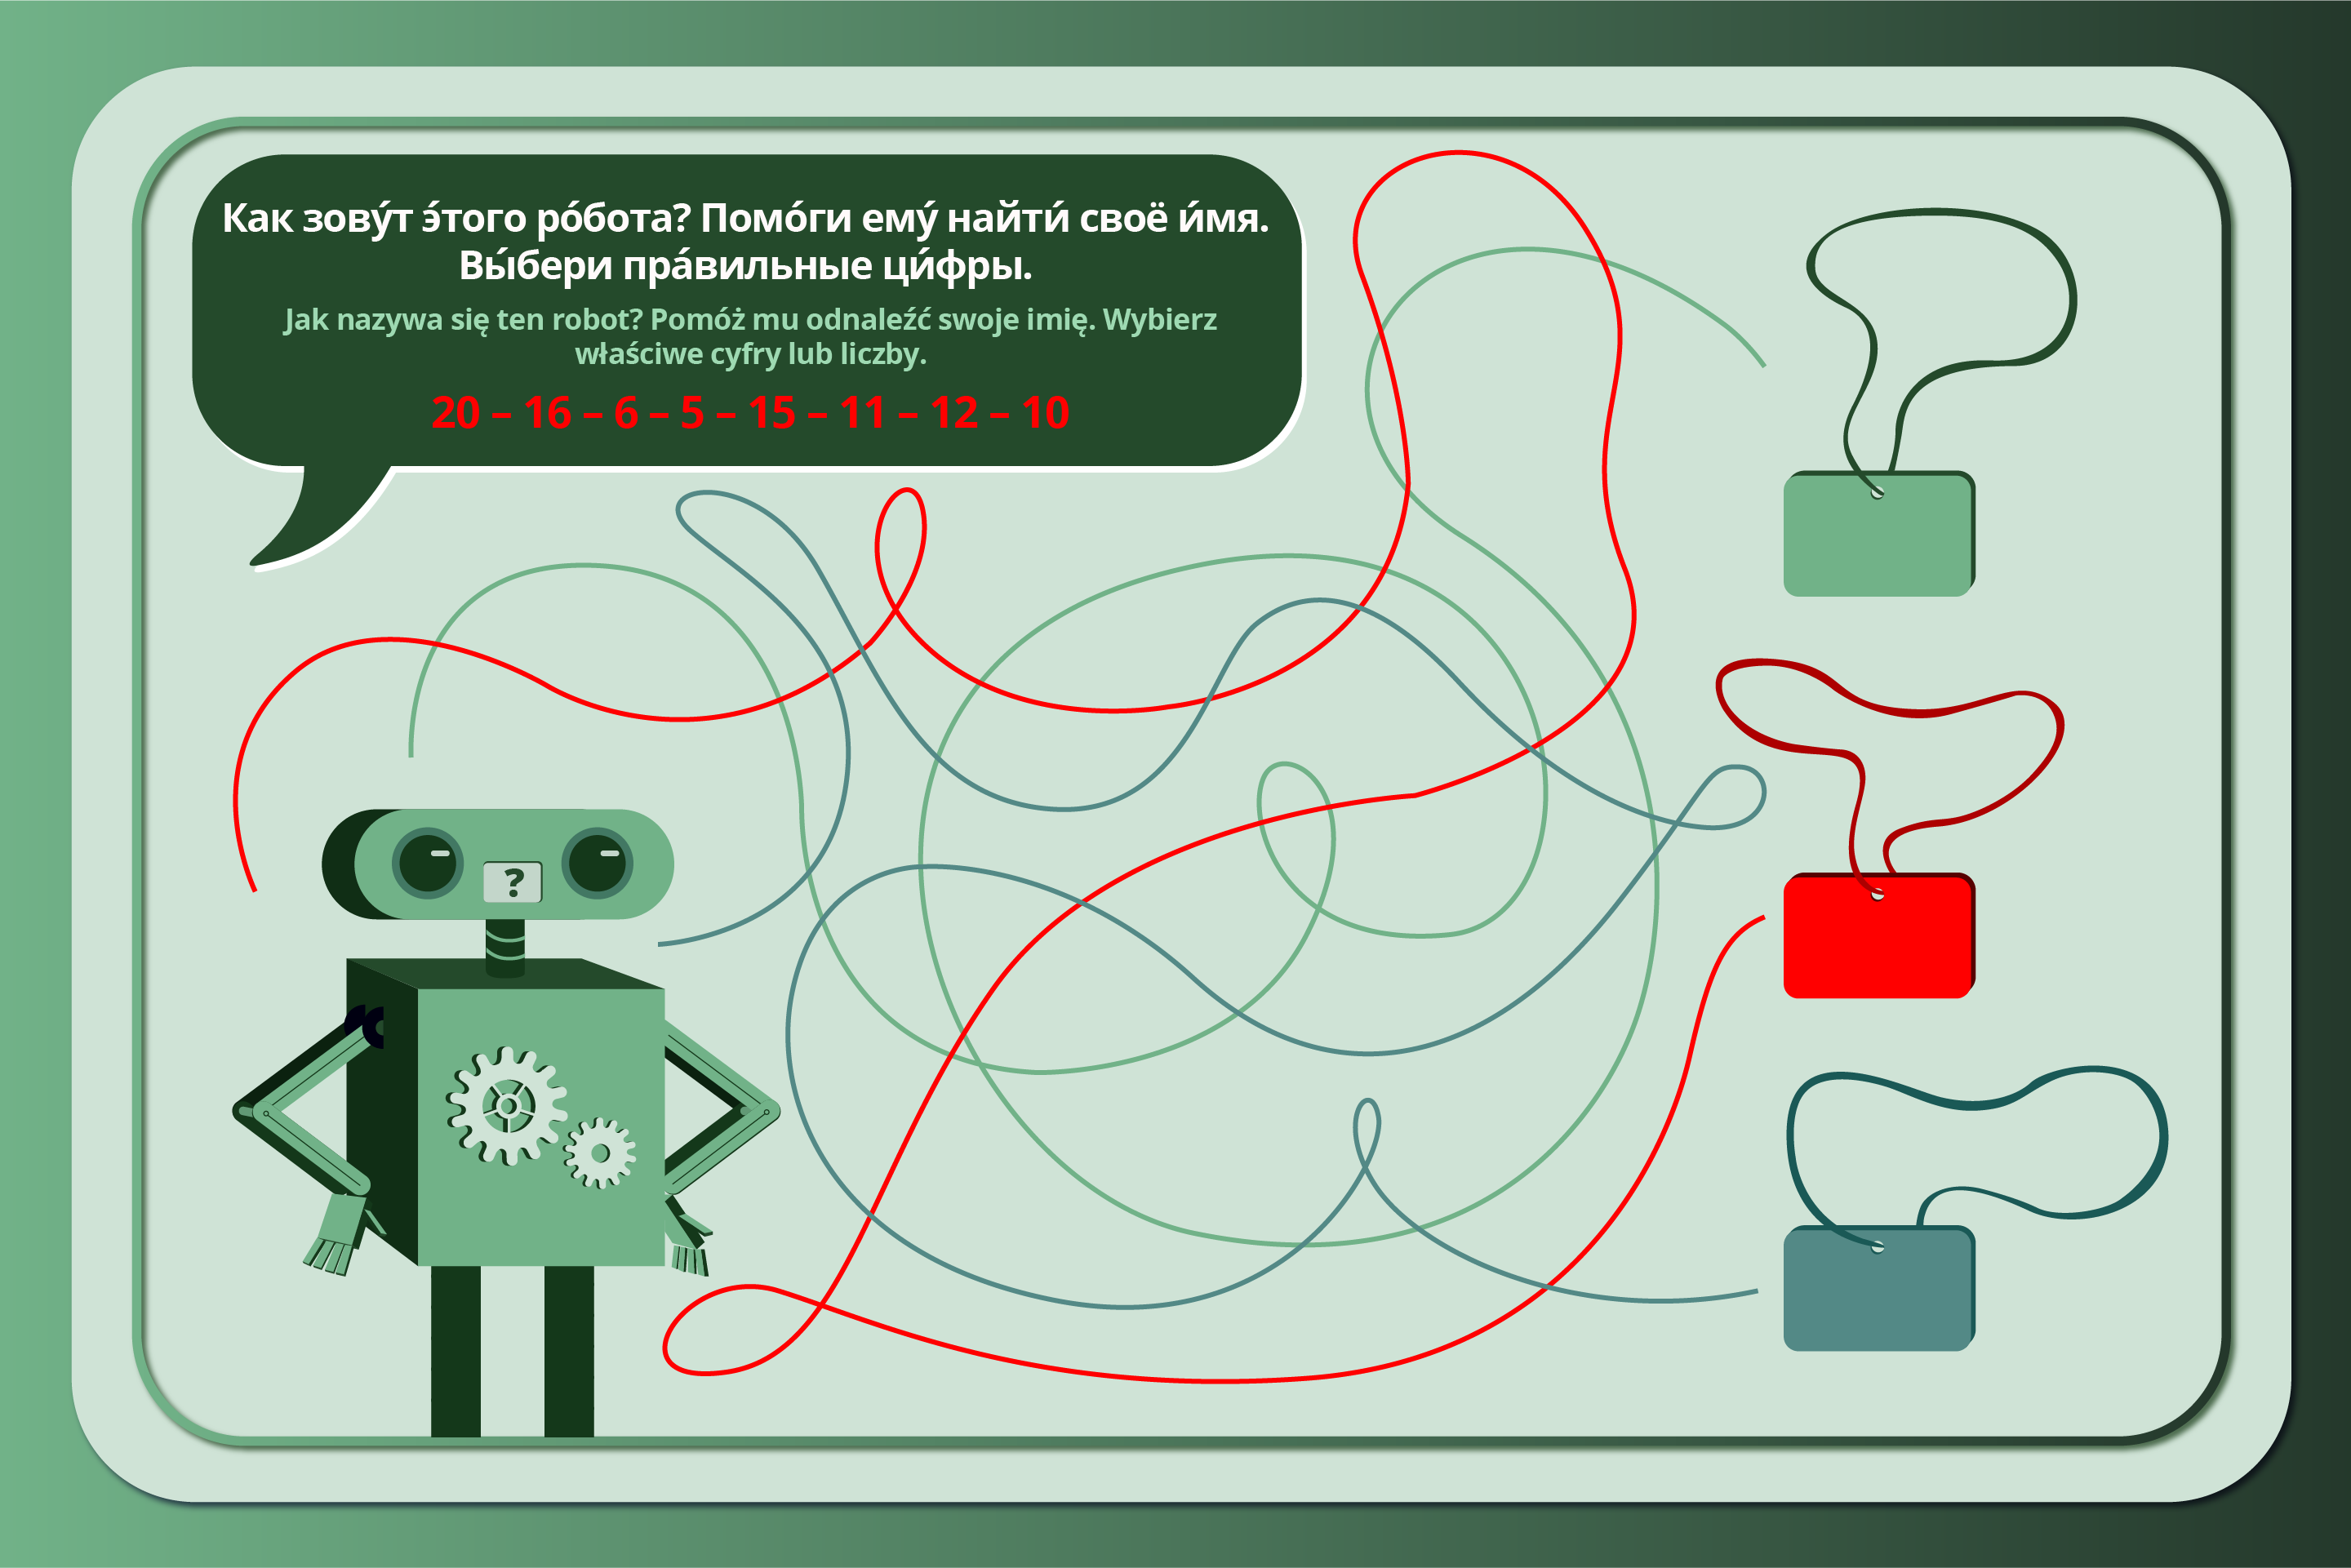 Как зову́т э́того ро́бота? Помо́ги ему́ найти́ своё и́мя.
Вы́бери пра́вильные ци́фры.
Jak nazywa się ten robot? Pomóż mu odnaleźć swoje imię. Wybierz
właściwe cyfry lub liczby.
20 – 16 – 6 – 5 – 15 – 11 – 12 – 10
?